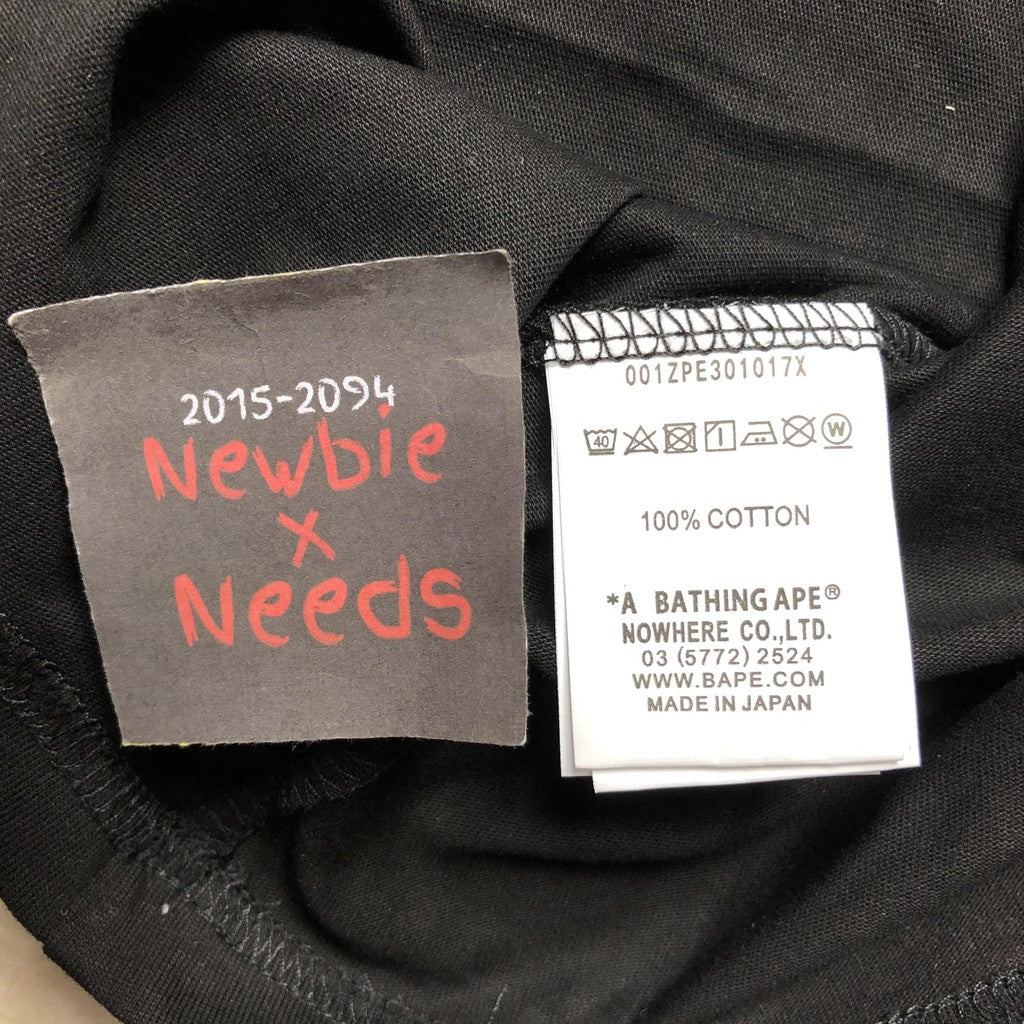 2015-2094
Newbie
x
Needs
001ZPE301017X
40
W
100% COTTON
*A BATHING APE®
NOWHERE CO.,LTD.
03 (5772) 2524
WWW.BAPE.COM
MADE IN JAPAN